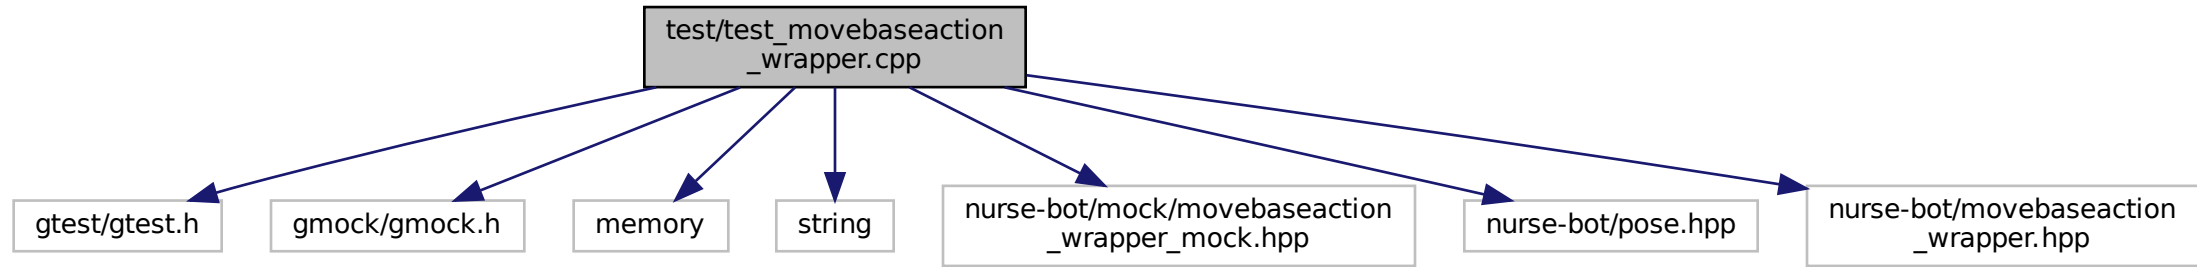 test/test_movebaseaction
_wrapper.cpp
gtest/gtest.h
gmock/gmock.h
memory
string
nurse-bot/mock/movebaseaction
_wrapper_mock.hpp
nurse-bot/pose.hpp
nurse-bot/movebaseaction
_wrapper.hpp